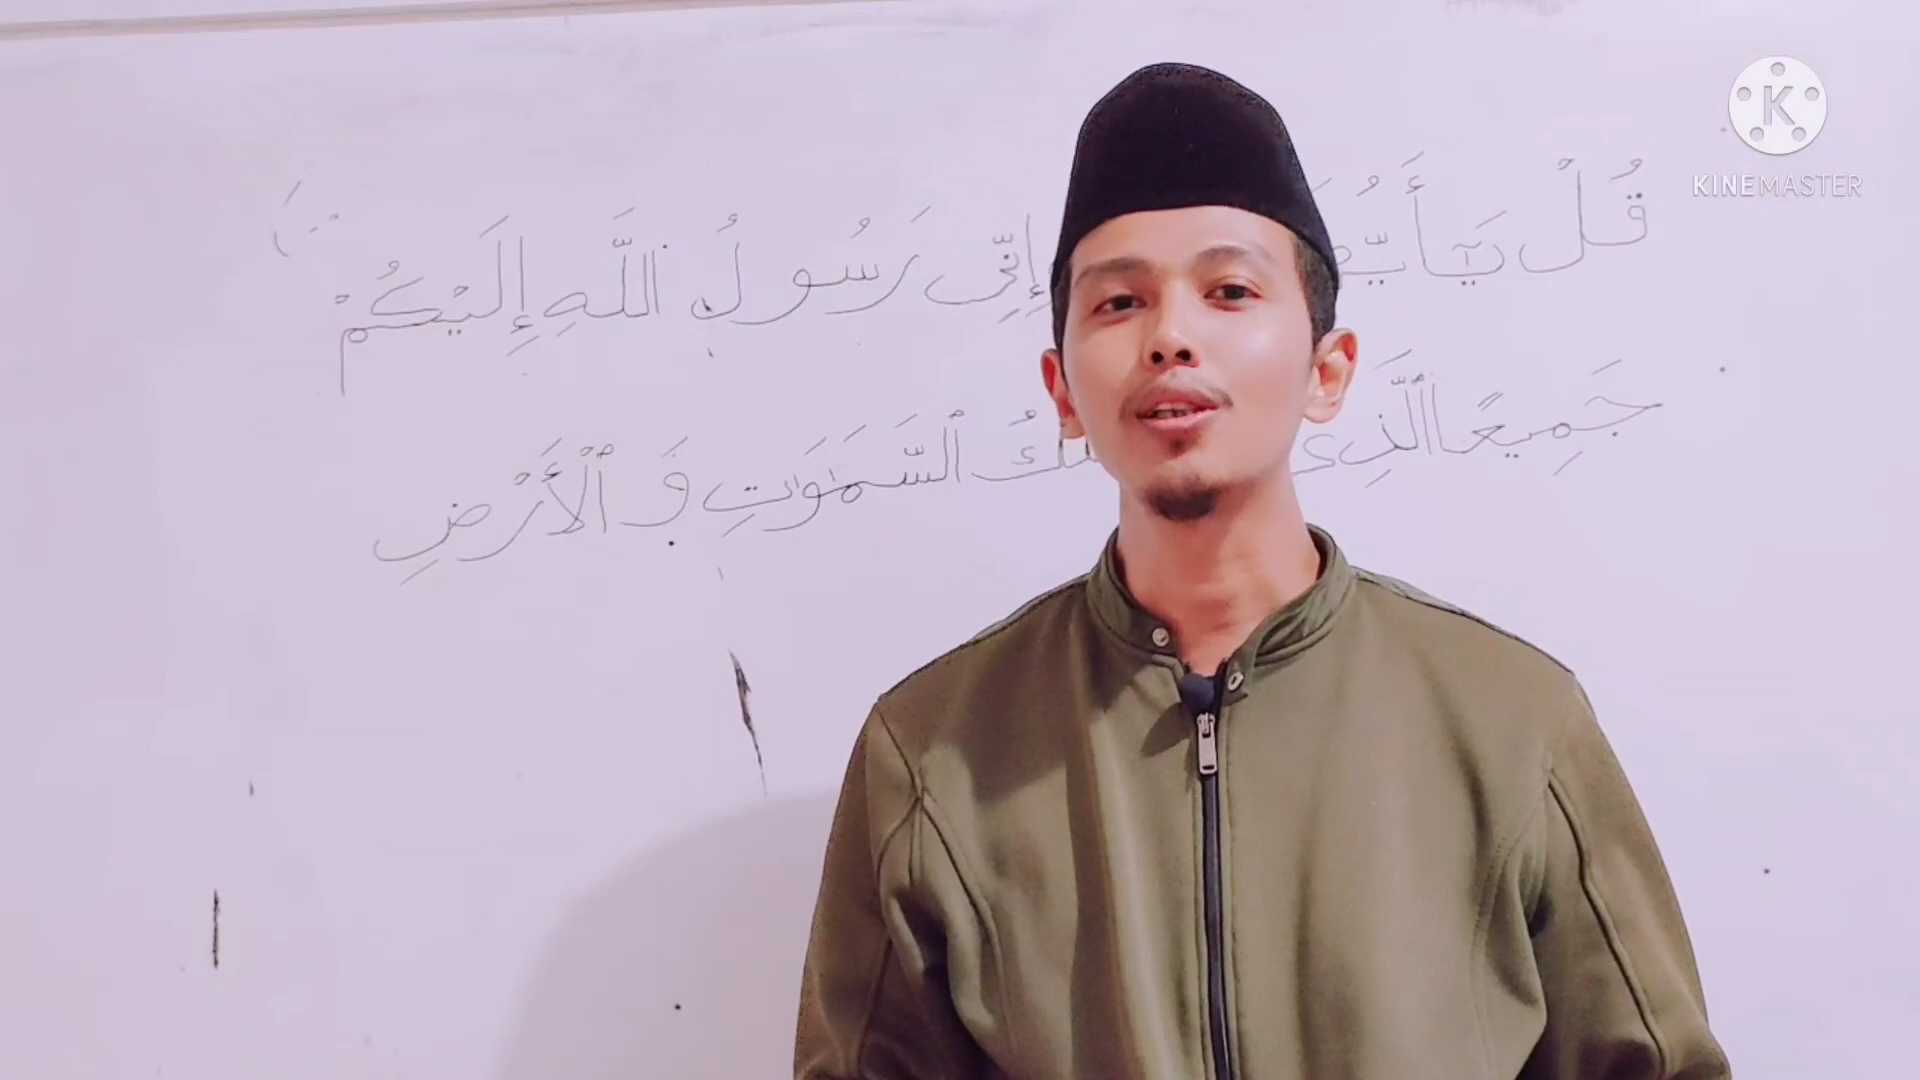 قُلْ يَٰٓأَيُّهَا إِنِّى رَسُولُ ٱللَّهِ إِلَيْكُمْ
جَمِيعًا ٱلَّذِى مُلْكُ ٱلسَّمَٰوَٰتِ وَ ٱلْأَرْضِ
KINEMASTER